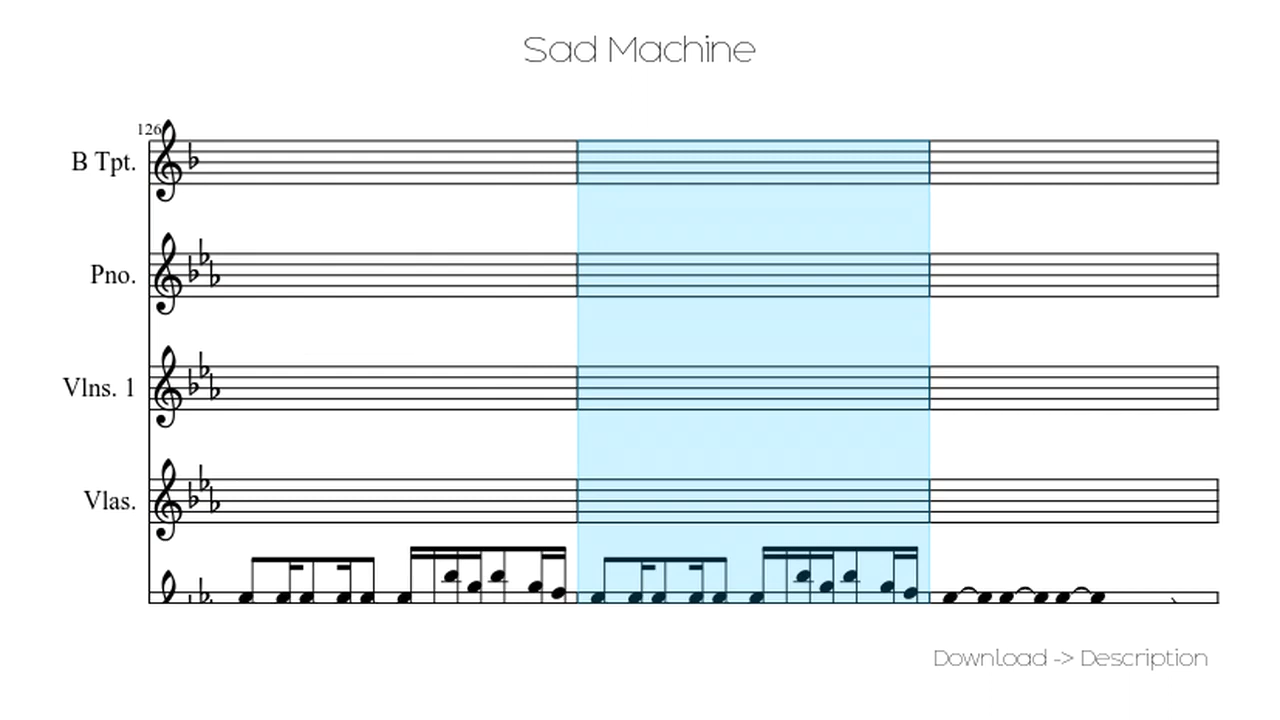 Sad Machine
126
B Tpt.
Pno.
Vlns. 1
Vlas.
Download -> Description